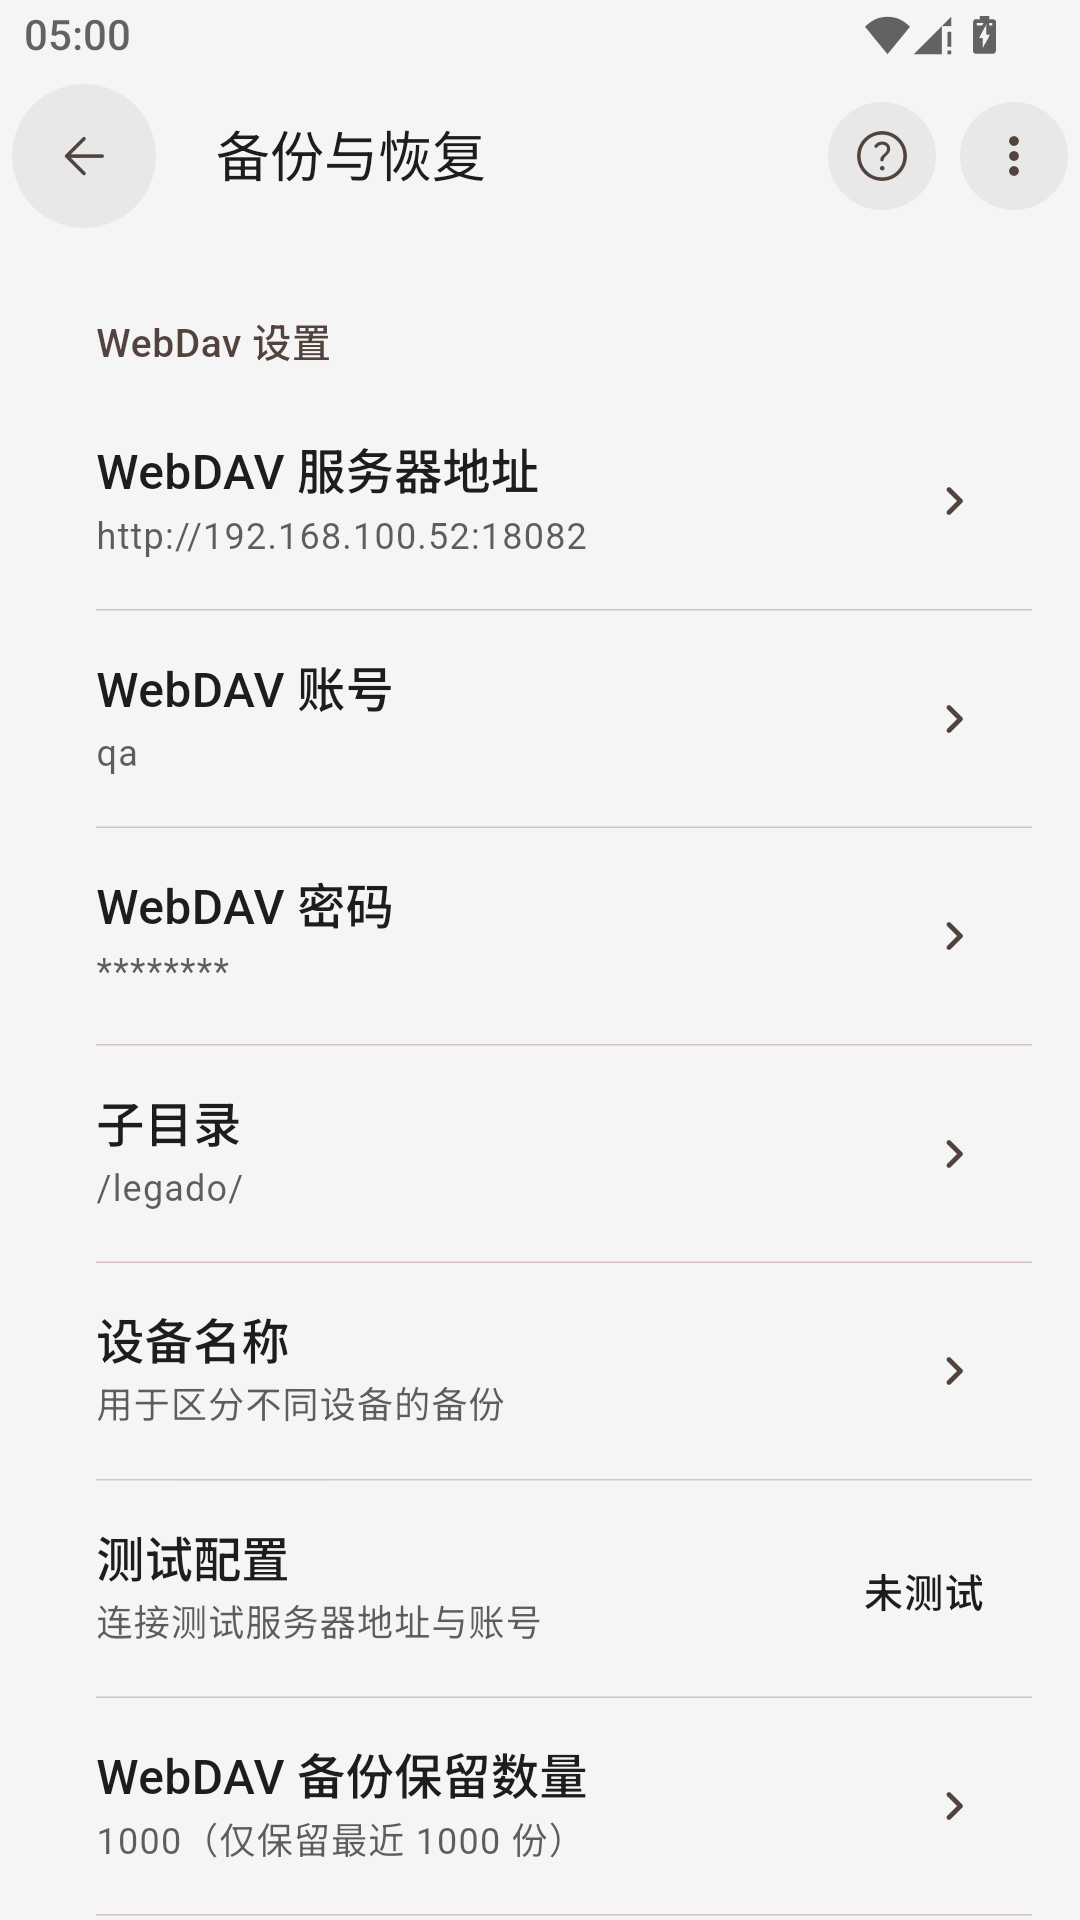 05:00
备份与恢复
WebDav 设置
WebDAV 服务器地址
http://192.168.100.52:18082
WebDAV 账号
qa
WebDAV 密码
********
子目录
/legado/
设备名称
用于区分不同设备的备份
测试配置
连接测试服务器地址与账号
未测试
WebDAV 备份保留数量
1000（仅保留最近 1000 份）